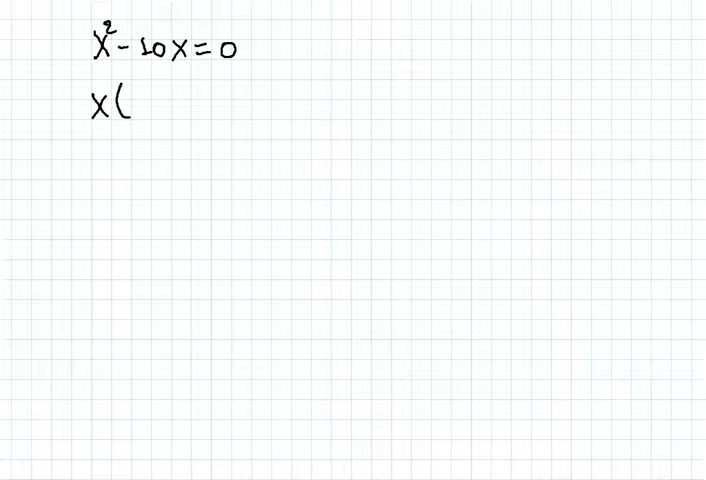 x² - 10x = 0
x(